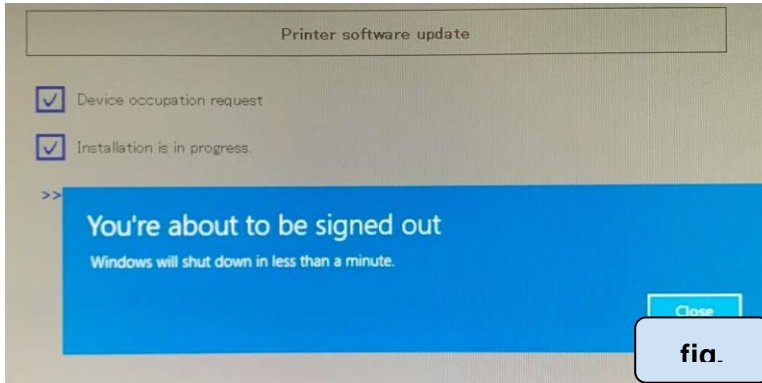 Printer software update
Device occupation request
Installation is in progress.
>>
You're about to be signed out
Windows will shut down in less than a minute.
Close
fig.